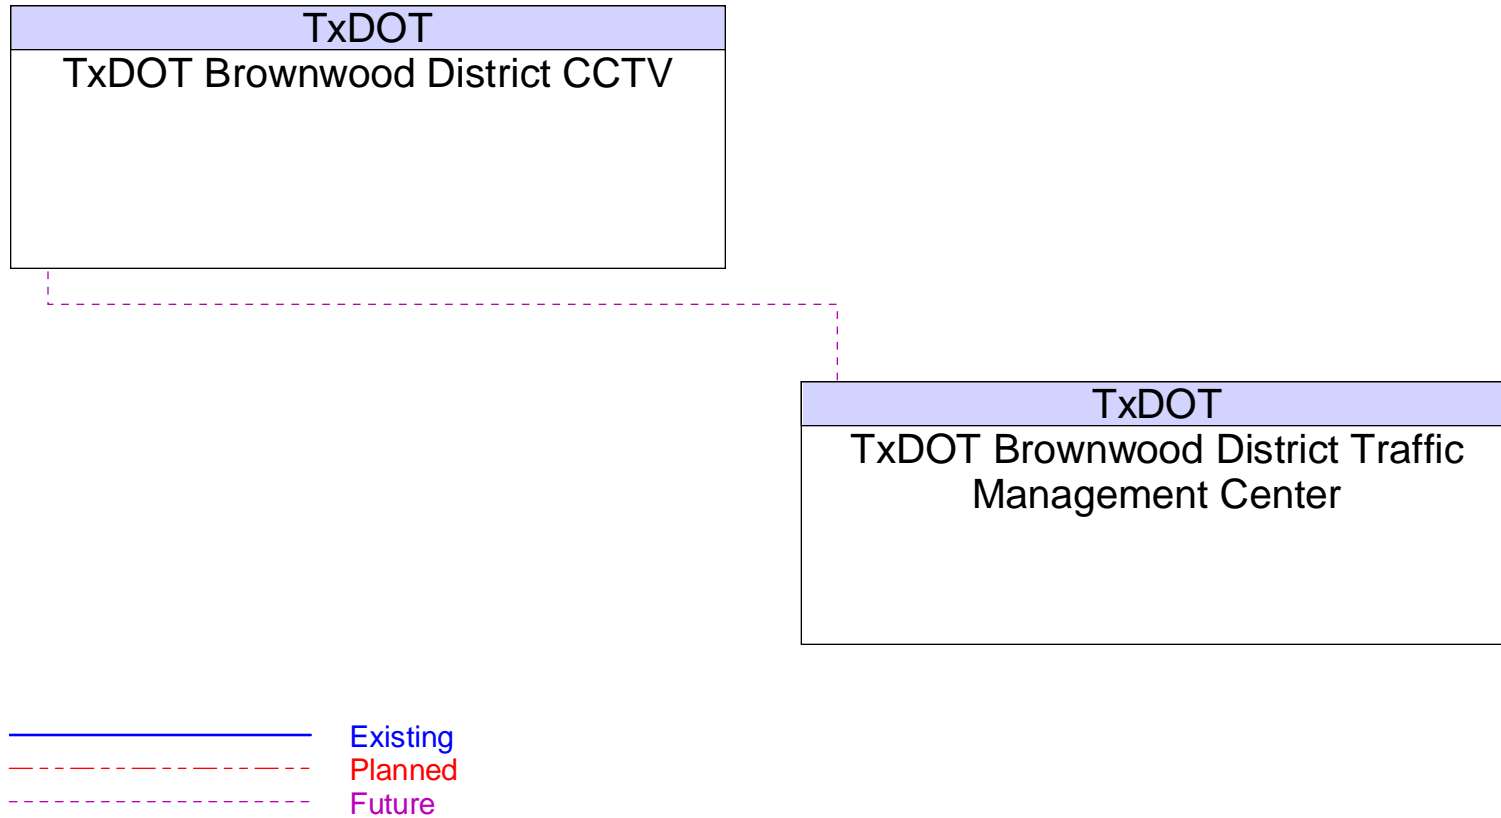 TxDOT
TxDOT Brownwood District CCTV
TxDOT
TxDOT Brownwood District Traffic
Management Center
Existing
Planned
Future